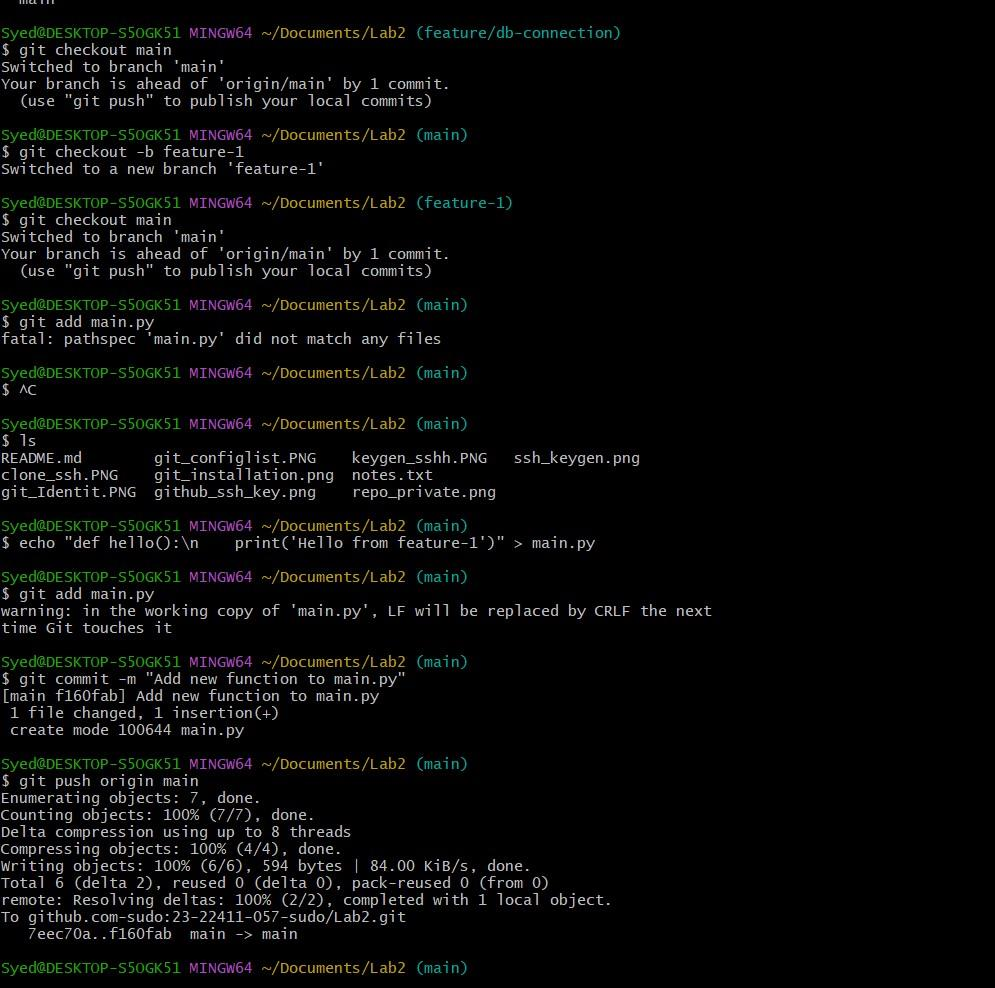 main

Syed@DESKTOP-S5OGK51 MINGW64 ~/Documents/Lab2 (feature/db-connection)
$ git checkout main
Switched to branch 'main'
Your branch is ahead of 'origin/main' by 1 commit.
  (use "git push" to publish your local commits)

Syed@DESKTOP-S5OGK51 MINGW64 ~/Documents/Lab2 (main)
$ git checkout -b feature-1
Switched to a new branch 'feature-1'

Syed@DESKTOP-S5OGK51 MINGW64 ~/Documents/Lab2 (feature-1)
$ git checkout main
Switched to branch 'main'
Your branch is ahead of 'origin/main' by 1 commit.
  (use "git push" to publish your local commits)

Syed@DESKTOP-S5OGK51 MINGW64 ~/Documents/Lab2 (main)
$ git add main.py
fatal: pathspec 'main.py' did not match any files

Syed@DESKTOP-S5OGK51 MINGW64 ~/Documents/Lab2 (main)
$ ^C

Syed@DESKTOP-S5OGK51 MINGW64 ~/Documents/Lab2 (main)
$ ls
README.md        git_configlist.PNG    keygen_sshh.PNG   ssh_keygen.png
clone_ssh.PNG    git_installation.png  notes.txt
git_Identit.PNG  github_ssh_key.png    repo_private.png

Syed@DESKTOP-S5OGK51 MINGW64 ~/Documents/Lab2 (main)
$ echo "def hello():\n    print('Hello from feature-1')" > main.py

Syed@DESKTOP-S5OGK51 MINGW64 ~/Documents/Lab2 (main)
$ git add main.py
warning: in the working copy of 'main.py', LF will be replaced by CRLF the next
time Git touches it

Syed@DESKTOP-S5OGK51 MINGW64 ~/Documents/Lab2 (main)
$ git commit -m "Add new function to main.py"
[main f160fab] Add new function to main.py
 1 file changed, 1 insertion(+)
 create mode 100644 main.py

Syed@DESKTOP-S5OGK51 MINGW64 ~/Documents/Lab2 (main)
$ git push origin main
Enumerating objects: 7, done.
Counting objects: 100% (7/7), done.
Delta compression using up to 8 threads
Compressing objects: 100% (4/4), done.
Writing objects: 100% (6/6), 594 bytes | 84.00 KiB/s, done.
Total 6 (delta 2), reused 0 (delta 0), pack-reused 0 (from 0)
remote: Resolving deltas: 100% (2/2), completed with 1 local object.
To github.com-sudo:23-22411-057-sudo/Lab2.git
   7eec70a..f160fab  main -> main

Syed@DESKTOP-S5OGK51 MINGW64 ~/Documents/Lab2 (main)